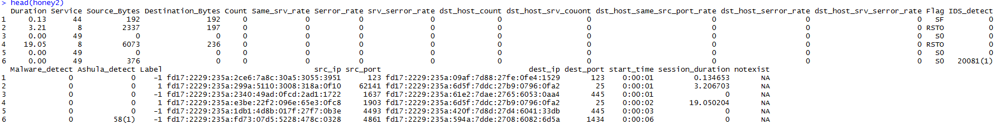 > head(honey2)
Duration Service Source_Bytes Destination_Bytes Count Same_srv_rate Serror_rate srv_serror_rate dst_host_count dst_host_srv_couont dst_host_same_src_port_rate dst_host_serror_rate dst_host_srv_serror_rate Flag IDS_detect
1 0.13 44 192 192 0 0 0 0 0 0 0 0 0 SF 0
2 3.21 8 2337 197 0 0 0 0 0 0 0 0 0 RSTO 0
3 0.00 49 0 0 0 0 0 0 0 0 0 0 0 S0 0
4 19.05 8 6073 236 0 0 0 0 0 0 0 0 0 RSTO 0
5 0.00 49 0 0 0 0 0 0 0 0 0 0 0 S0 0
6 0.00 49 376 0 0 0 0 0 0 0 0 0 0 S0 20081(1)
Malware_detect Ashula_detect Label src_ip src_port dest_ip dest_port start_time session_duration notexist
1 0 0 -1 fd17:2229:235a:2ce6:7a8c:30a5:3055:3951 123 fd17:2229:235a:09af:7d88:27fe:0fe4:1529 123 0:00:01 0.134653 NA
2 0 0 1 fd17:2229:235a:299a:5110:3008:318a:0f10 62141 fd17:2229:235a:6d5f:7ddc:27b9:0796:0fa2 25 0:00:01 3.206703 NA
3 0 0 -1 fd17:2229:235a:2340:49ad:0fcd:2ad1:1722 1637 fd17:2229:235a:61e2:7dae:2765:6053:0aa4 445 0:00:01 0 NA
4 0 0 1 fd17:2229:235a:e3be:22f2:096e:65e3:0fc8 1903 fd17:2229:235a:6d5f:7ddc:27b9:0796:0fa2 25 0:00:02 19.050204 NA
5 0 0 -1 fd17:2229:235a:1db1:4d8b:017f:27f7:0b3e 4493 fd17:2229:235a:420f:7d8d:27d4:6041:33db 445 0:00:03 0 NA
6 0 58(1) -1 fd17:2229:235a:fd73:07d5:5228:478c:0328 4861 fd17:2229:235a:594a:7dde:2708:6082:6d5a 1434 0:00:06 0 NA